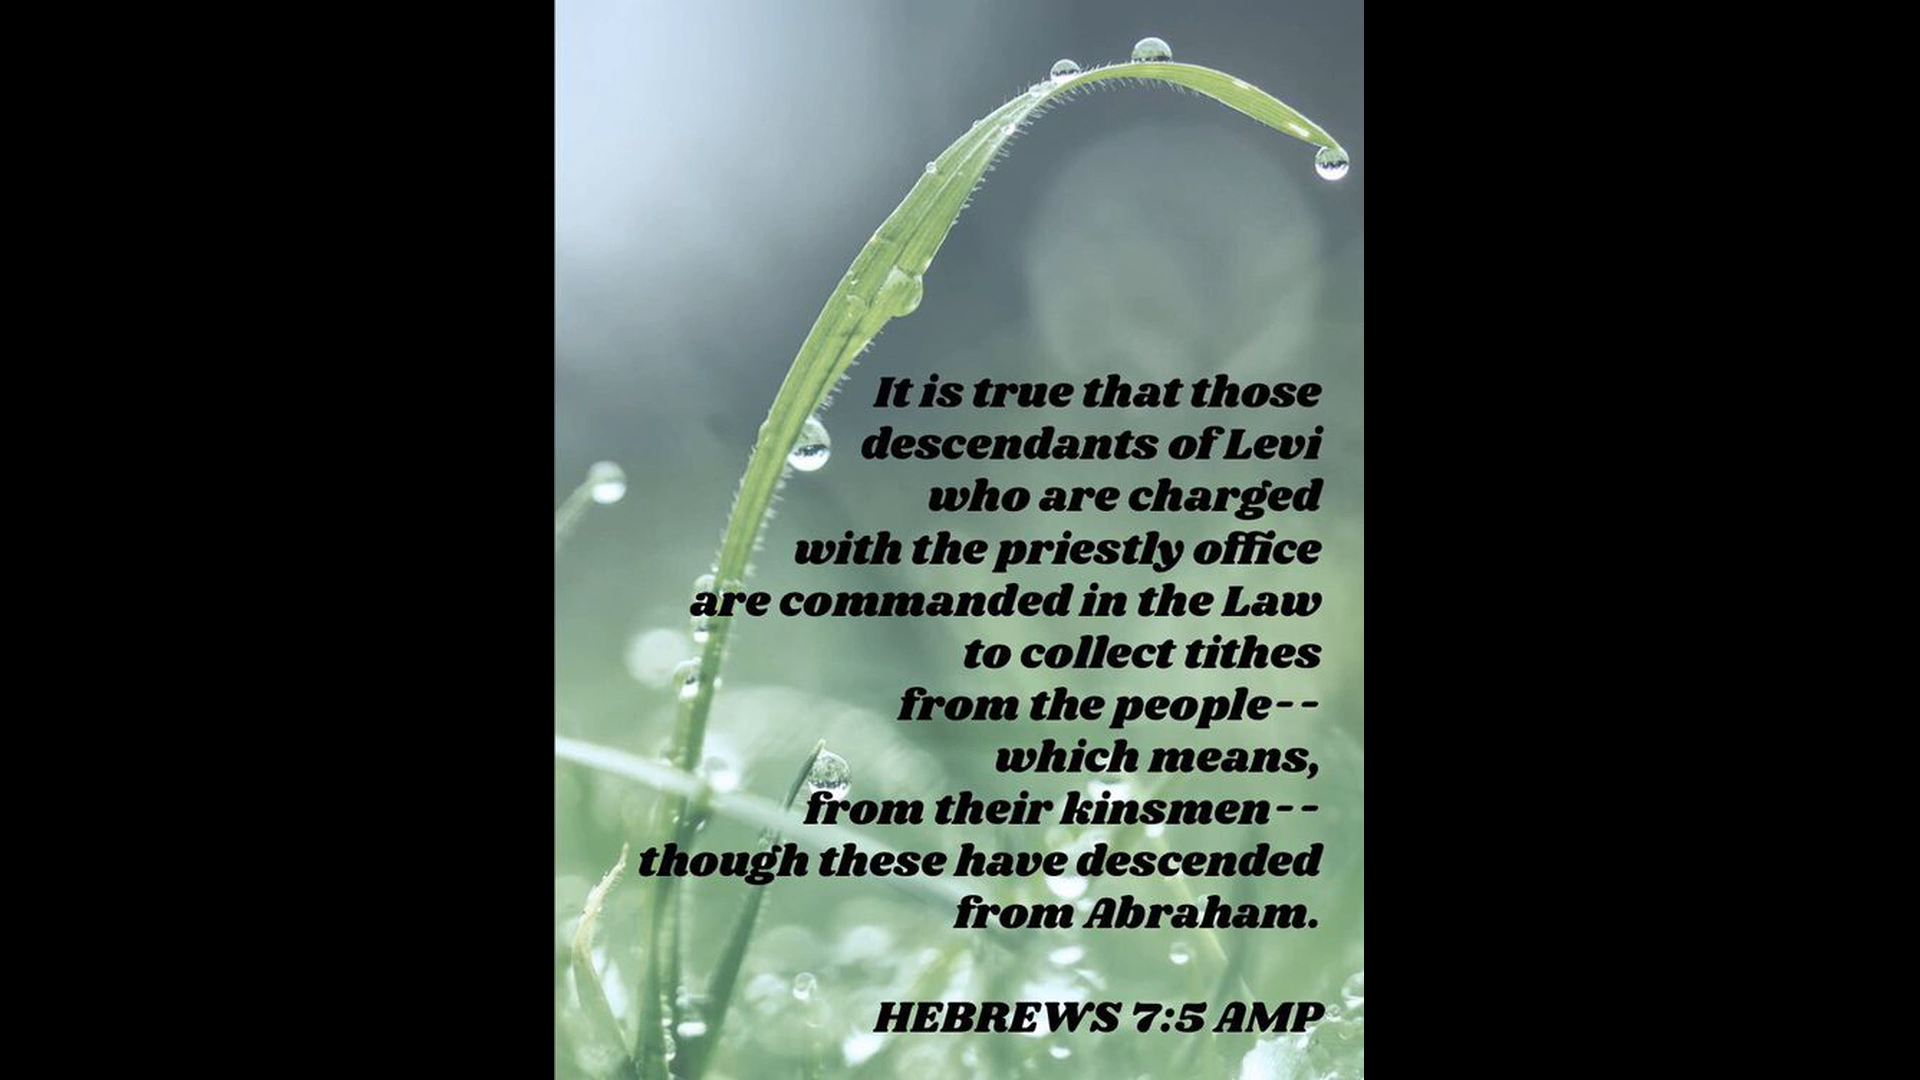 It is true that those
descendants of Levi
who are charged
with the priestly office
are commanded in the Law
to collect tithes
from the people--
which means,
from their kinsmen--
though these have descended
from Abraham.
HEBREWS 7:5 AMP